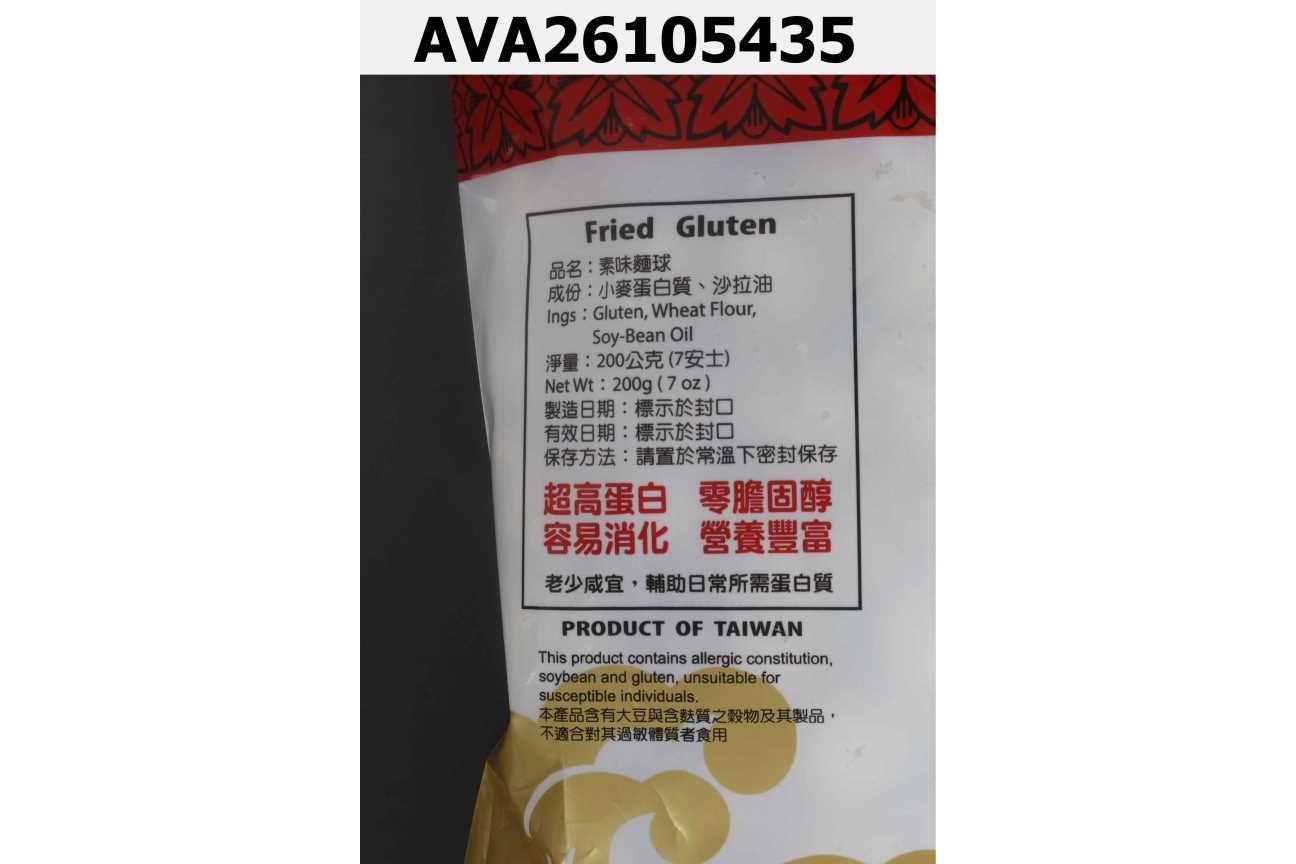 AVA26105435
Fried Gluten
品名：素味麵球
成份：小麥蛋白質、沙拉油
Ings：Gluten, Wheat Flour,
Soy-Bean Oil
淨量：200公克 (7安士)
Net Wt：200g ( 7 oz )
製造日期：標示於封口
有效日期：標示於封口
保存方法：請置於常溫下密封保存
超高蛋白 零膽固醇
容易消化 營養豐富
老少咸宜，輔助日常所需蛋白質
PRODUCT OF TAIWAN
This product contains allergic constitution,
soybean and gluten, unsuitable for
susceptible individuals.
本產品含有大豆與含麩質之穀物及其製品，
不適合對其過敏體質者食用